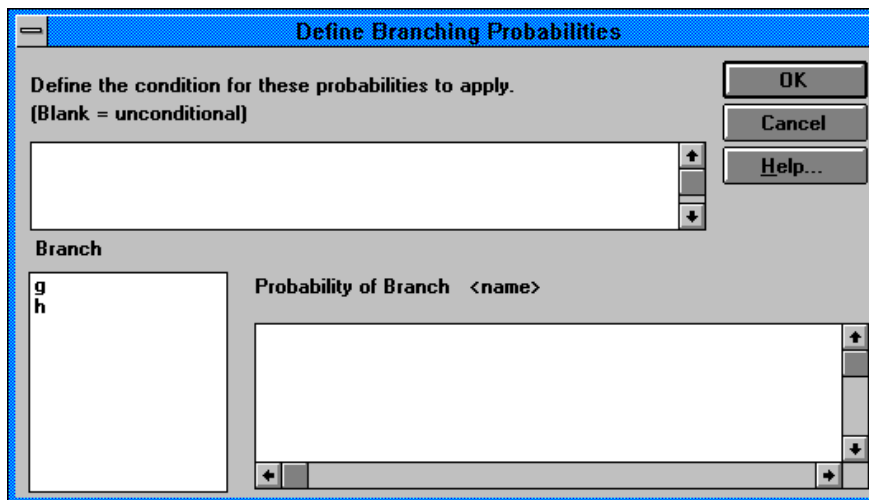 Define Branching Probabilities
Define the condition for these probabilities to apply.
(Blank = unconditional)
OK
Cancel
Help...
Branch
g
h
Probability of Branch <name>